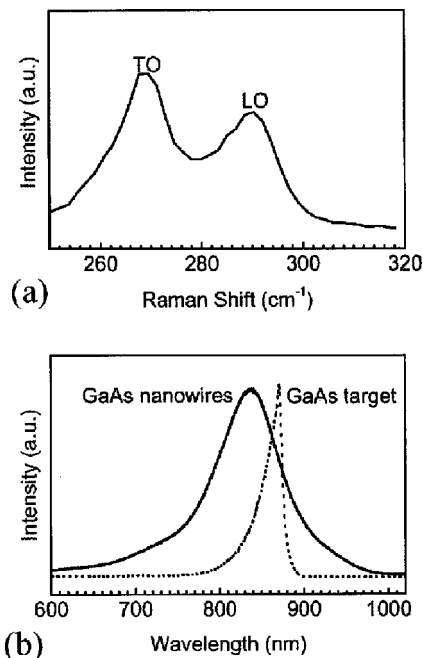 TO
LO
Intensity (a.u.)
260 280 300 320
Raman Shift (cm⁻¹)
(a)
GaAs nanowires GaAs target
Intensity (a.u.)
600 700 800 900 1000
Wavelength (nm)
(b)